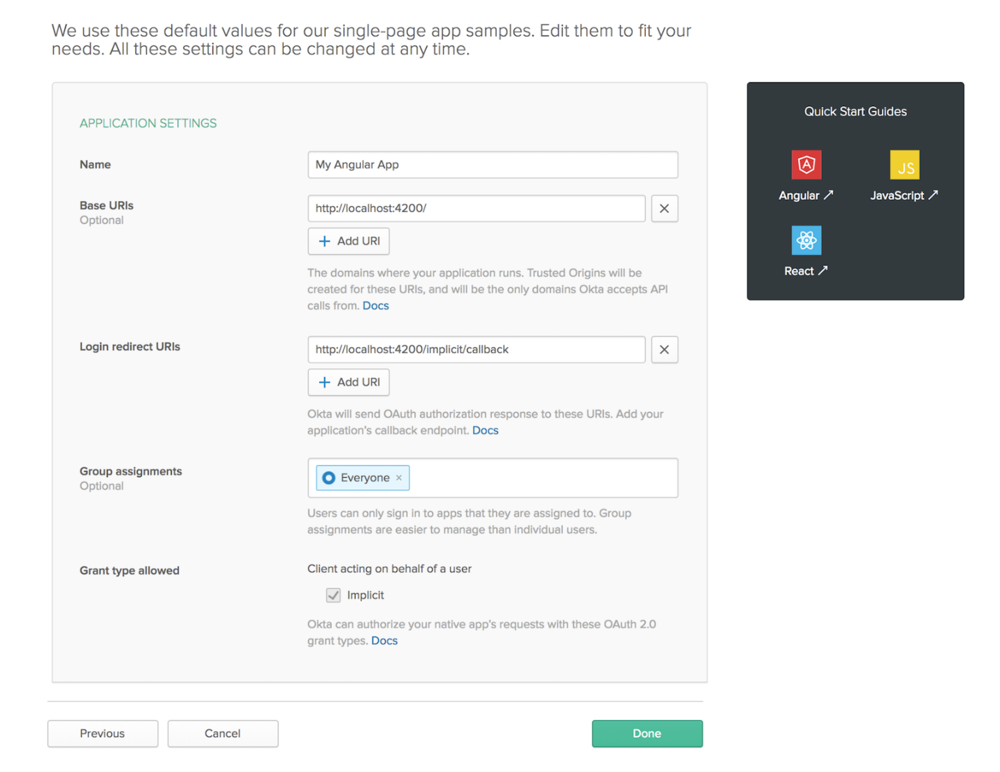 We use these default values for our single-page app samples. Edit them to fit your
needs. All these settings can be changed at any time.
APPLICATION SETTINGS
Name
My Angular App
Base URIs
Optional
http://localhost:4200/
Add URI
The domains where your application runs. Trusted Origins will be
created for these URIs, and will be the only domains Okta accepts API
calls from. Docs
Login redirect URIs
http://localhost:4200/implicit/callback
Add URI
Okta will send OAuth authorization response to these URIs. Add your
application's callback endpoint. Docs
Group assignments
Optional
Everyone ×
Users can only sign in to apps that they are assigned to. Group
assignments are easier to manage than individual users.
Grant type allowed
Client acting on behalf of a user
Implicit
Okta can authorize your native app's requests with these OAuth 2.0
grant types. Docs
Previous
Cancel
Done
Quick Start Guides
JS
Angular
JavaScript
React